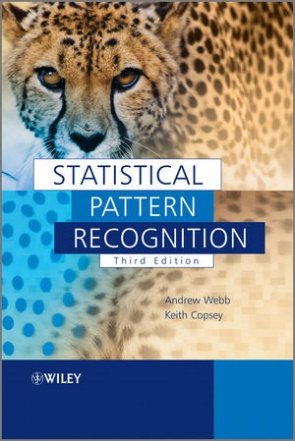 STATISTICAL
PATTERN
RECOGNITION
Third Edition
Andrew Webb
Keith Copsey
WILEY